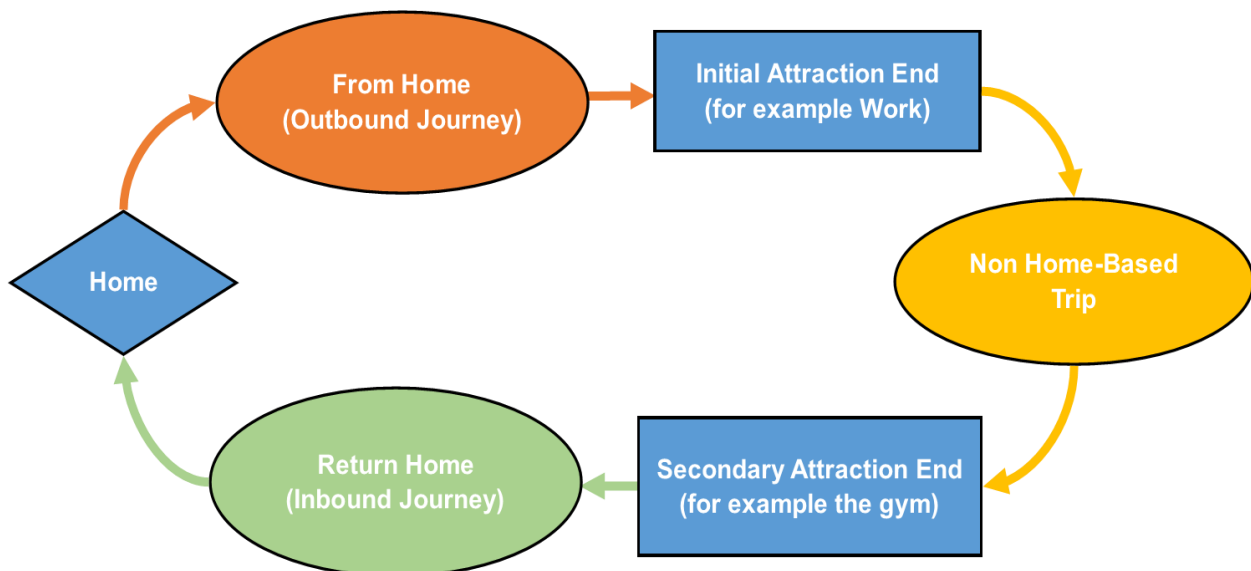 From Home
(Outbound Journey)
Initial Attraction End
(for example Work)
Home
Non Home-Based
Trip
Return Home
(Inbound Journey)
Secondary Attraction End
(for example the gym)